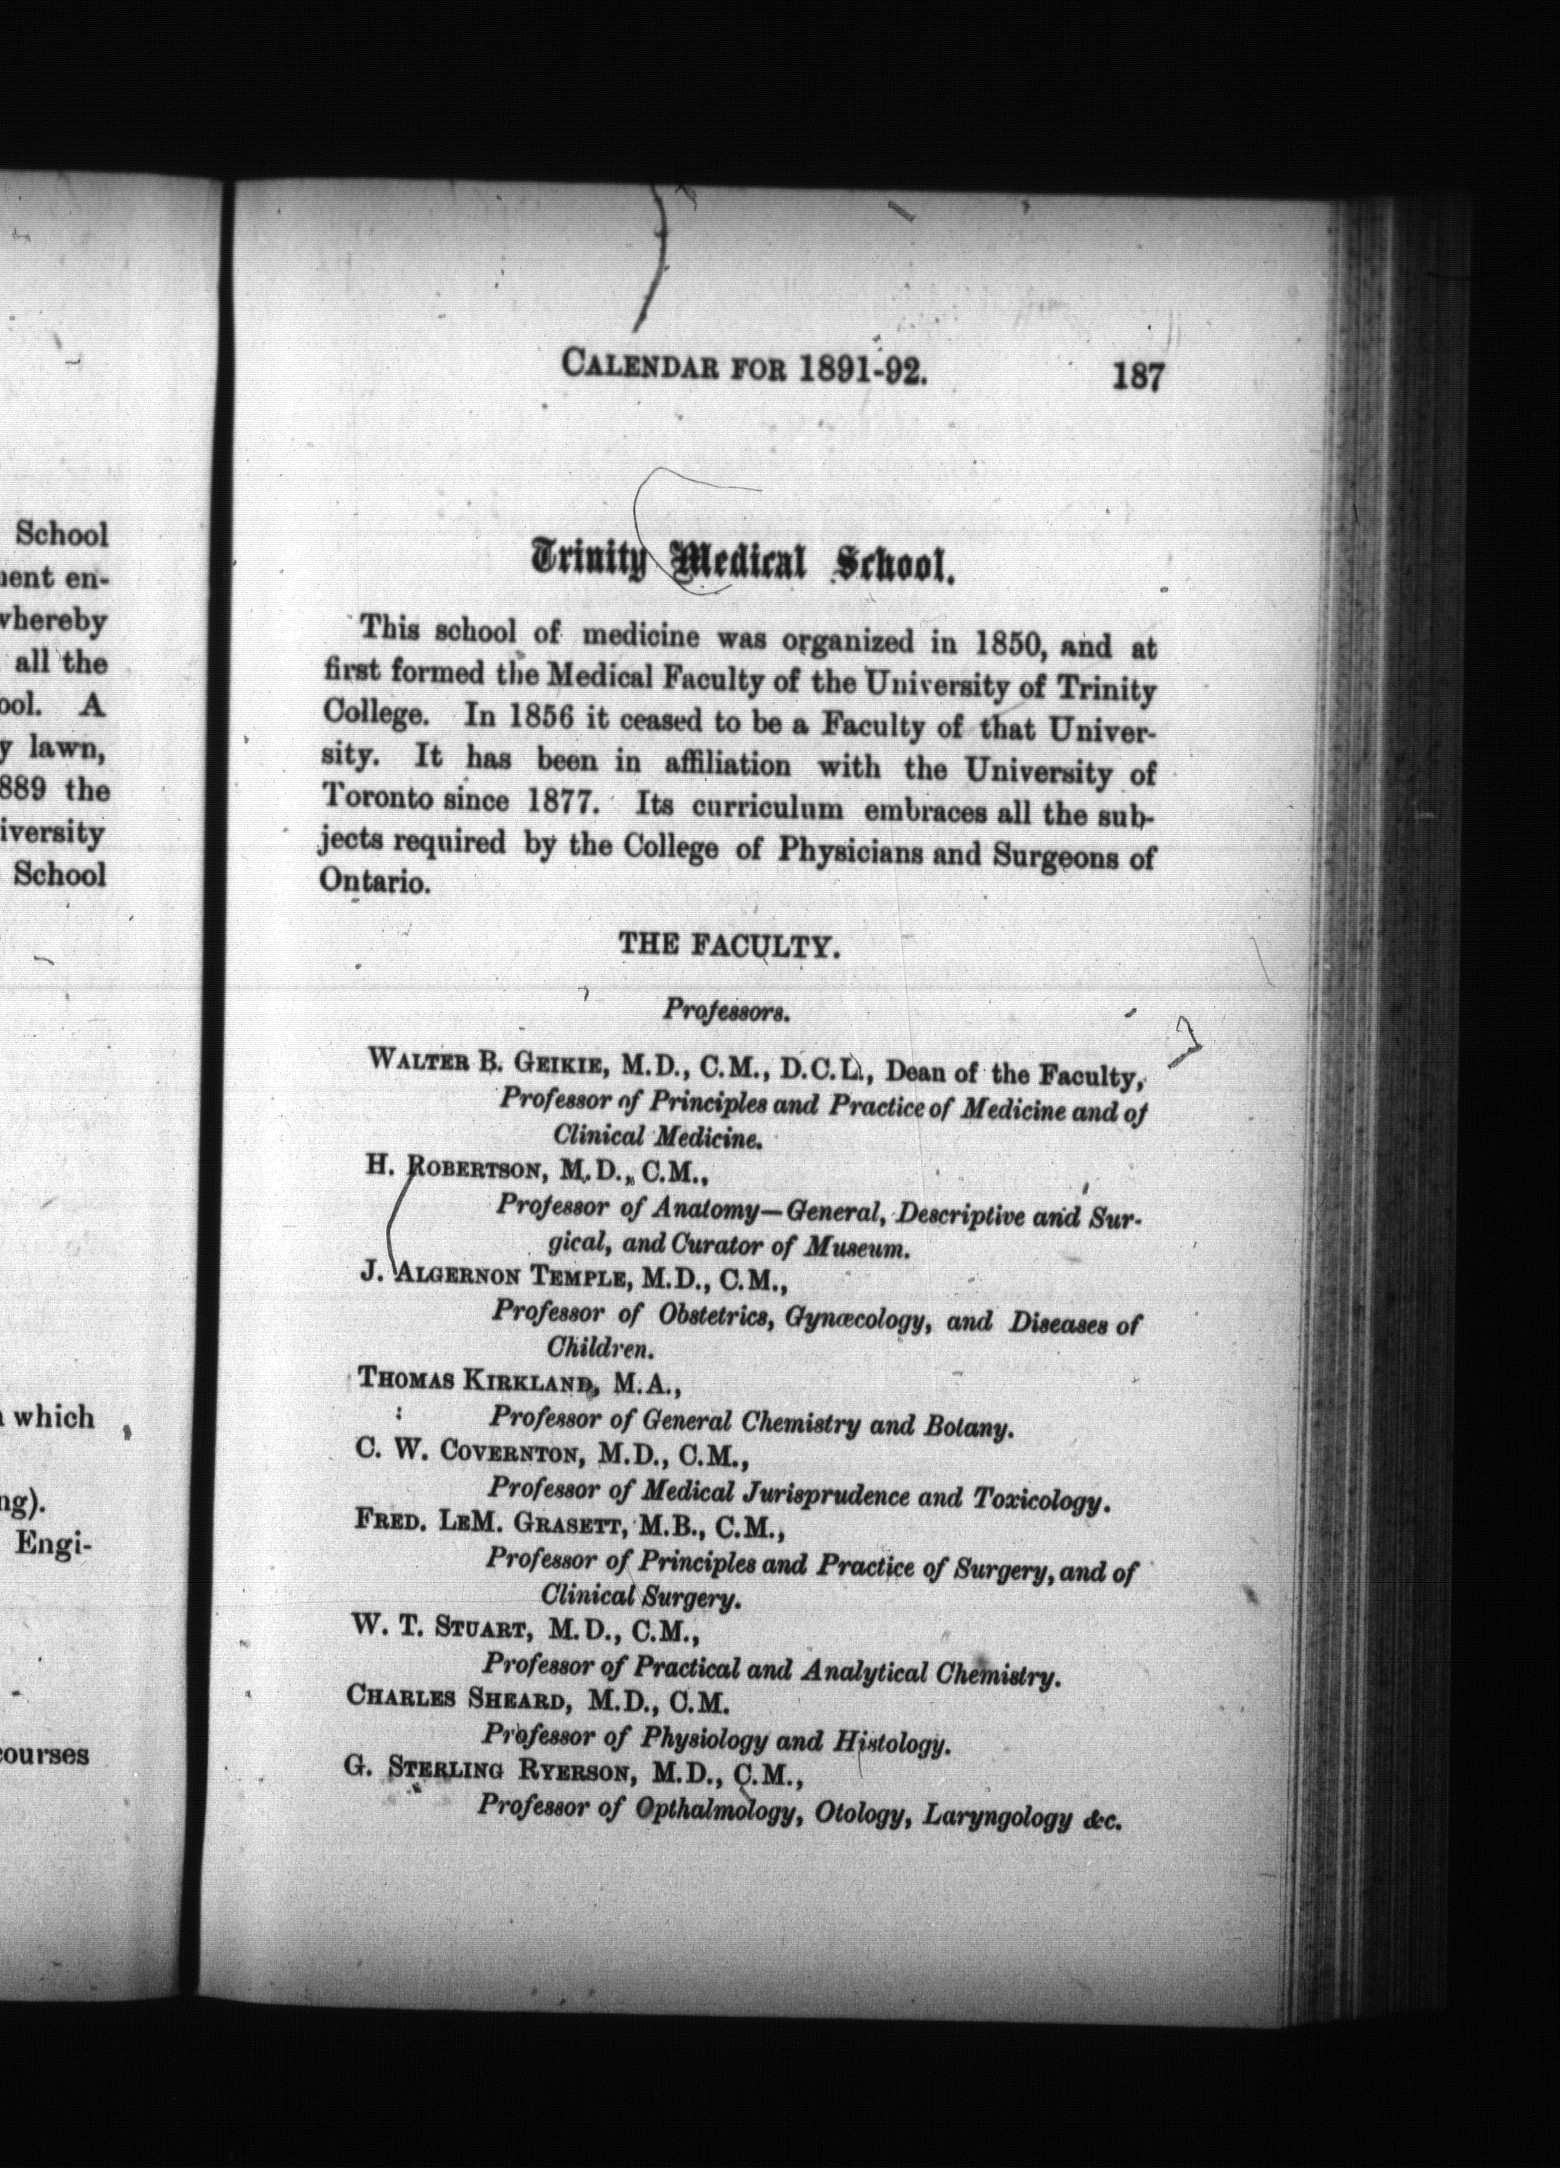 School
en-
whereby
all the
A
lawn,
the
School
which
Engi-
courses
CALENDAR FOR 1891-92. 187
Trinity Medical School.
This school of medicine was organized in 1850, and at
first formed the Medical Faculty of the University of Trinity
College. In 1856 it ceased to be a Faculty of that Univer-
sity. It has been in affiliation with the University of
Toronto since 1877. Its curriculum embraces all the sub-
jects required by the College of Physicians and Surgeons of
Ontario.
THE FACULTY.
Professors.
WALTER B. GEIKIE, M.D., C.M., D.C.L., Dean of the Faculty,
Professor of Principles and Practice of Medicine and of
Clinical Medicine.
H. ROBERTSON, M.D., C.M.,
Professor of Anatomy—General, Descriptive and Sur-
gical, and Curator of Museum.
J. ALGERNON TEMPLE, M.D., C.M.,
Professor of Obstetrics, Gynæcology, and Diseases of
Children.
THOMAS KIRKLAND, M.A.,
Professor of General Chemistry and Botany.
C. W. COVERNTON, M.D., C.M.,
Professor of Medical Jurisprudence and Toxicology.
FRED. LEM. GRASETT, M.B., C.M.,
Professor of Principles and Practice of Surgery, and of
Clinical Surgery.
W. T. STUART, M.D., C.M.,
Professor of Practical and Analytical Chemistry.
CHARLES SHEARD, M.D., C.M.
Professor of Physiology and Histology.
G. STERLING RYERSON, M.D., C.M.,
Professor of Opthalmology, Otology, Laryngology &c.